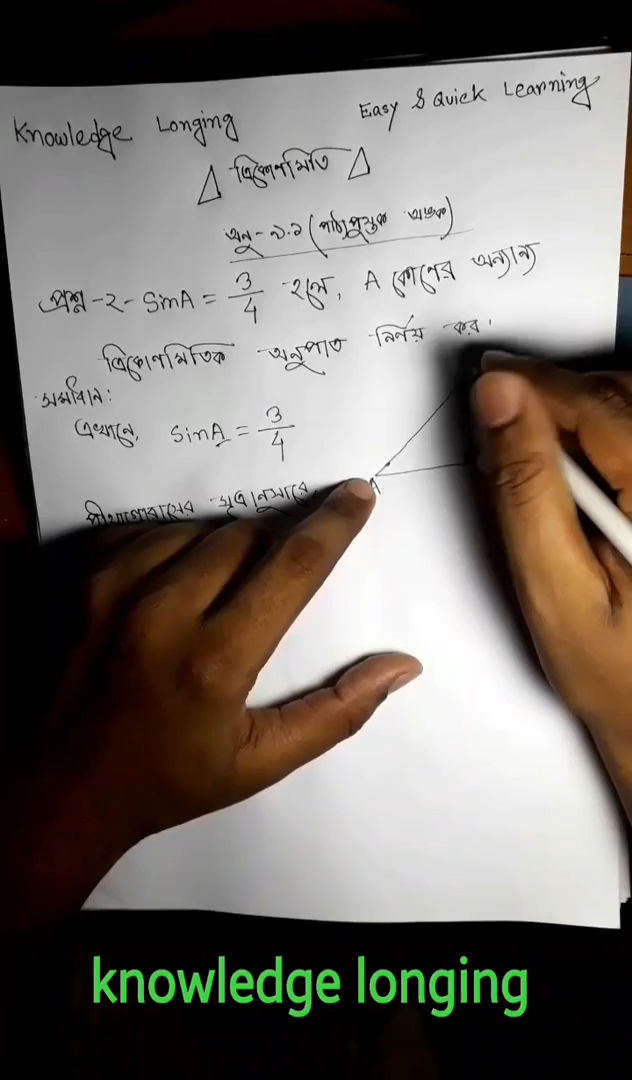 Knowledge Longing
Easy & Quick Learning
ত্রিকোণমিতি
অনু - ৯.১ (পাঠ্যপুস্তক অংক)
প্রশ্ন - ২ - sinA = 3/4 হলে, A কোণের অন্যান্য
ত্রিকোণমিতিক অনুপাত নির্ণয় কর।
সমাধান:
এখানে, sinA = 3/4
পীথাগোরাসের সূত্রানুসারে
A
knowledge longing